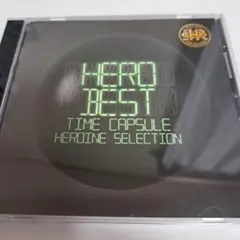 HERO
BEST
TIME CAPSULE
HEROINE SELECTION